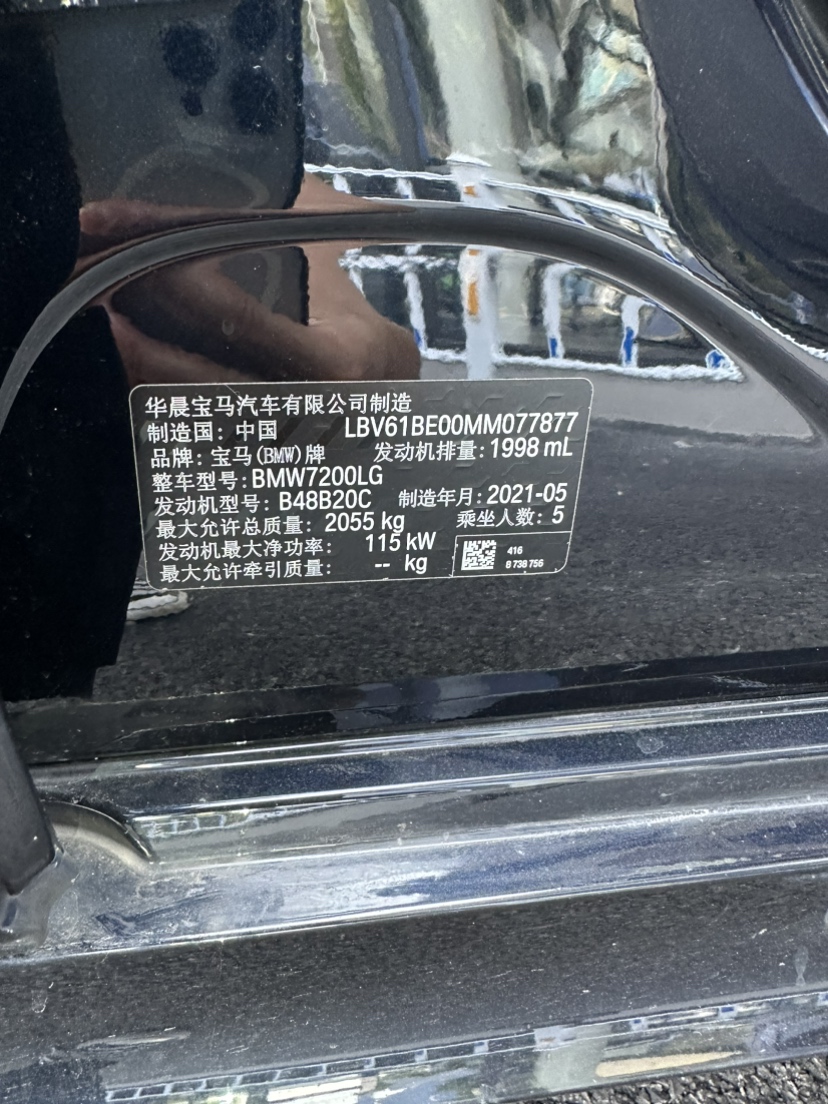 华晨宝马汽车有限公司制造
制造国: 中国 LBV61BE00MM077877
品牌: 宝马(BMW)牌 发动机排量: 1998 mL
整车型号: BMW7200LG
发动机型号: B48B20C 制造年月: 2021-05
最大允许总质量: 2055 kg 乘坐人数: 5
发动机最大净功率: 115 kW
最大允许牵引质量: -- kg
416
8 738 756